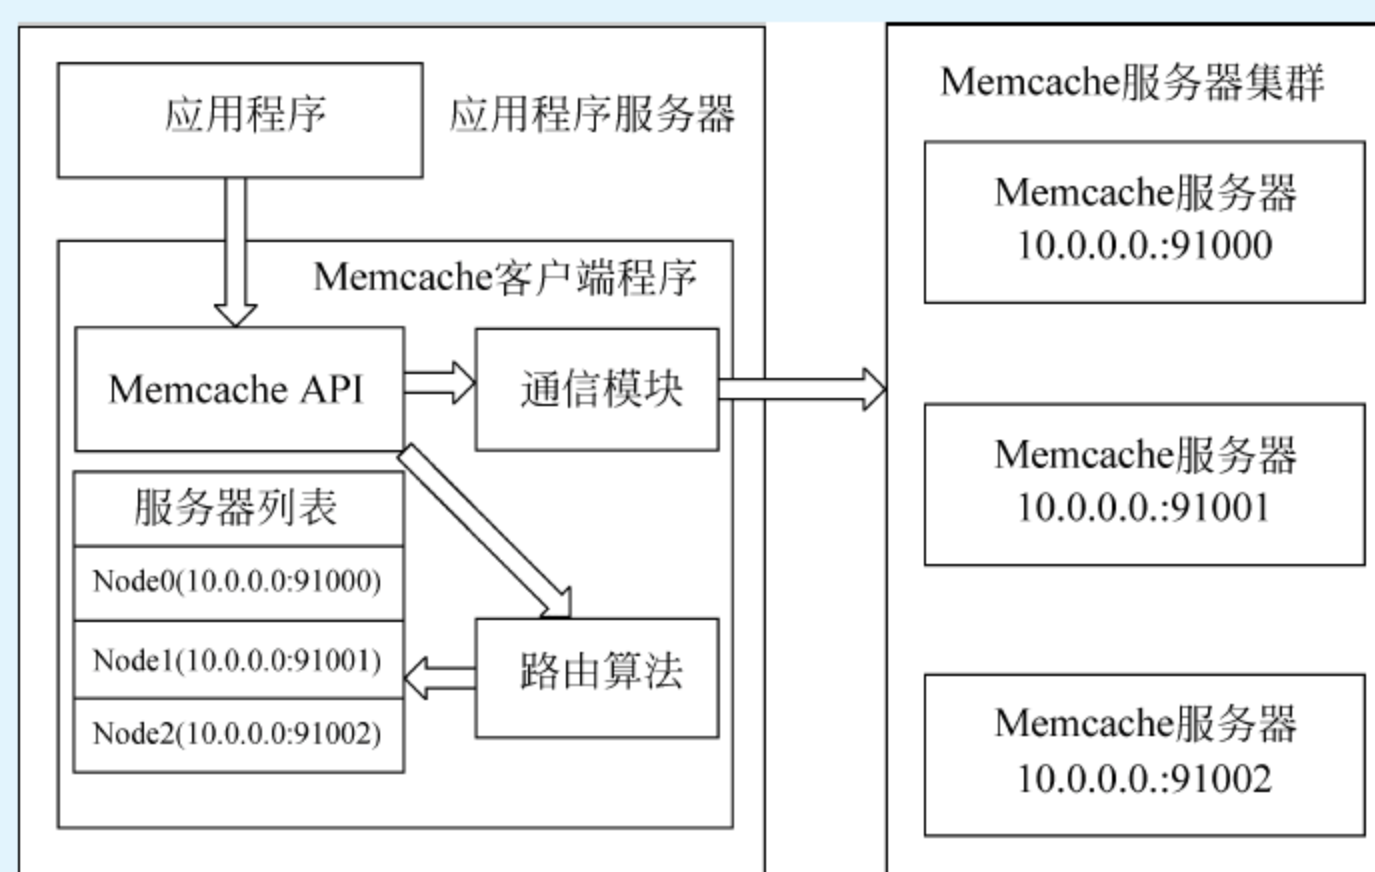 应用程序
应用程序服务器
Memcache客户端程序
Memcache API
通信模块
服务器列表
Node0(10.0.0.0:91000)
Node1(10.0.0.0:91001)
Node2(10.0.0.0:91002)
路由算法
Memcache服务器集群
Memcache服务器
10.0.0.0.:91000
Memcache服务器
10.0.0.0.:91001
Memcache服务器
10.0.0.0.:91002